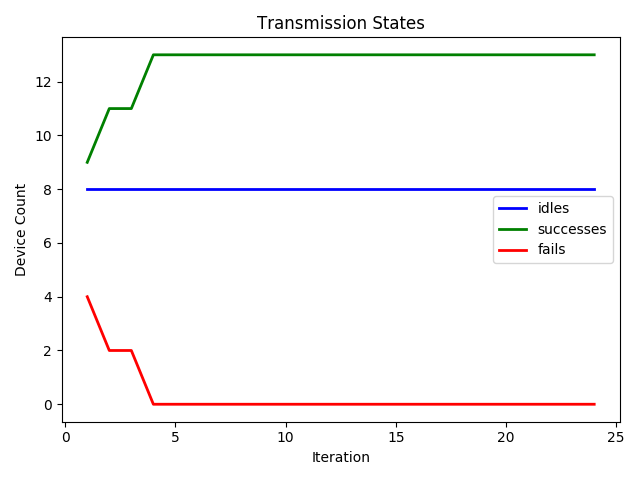 Transmission States
Device Count
12
10
8
6
4
2
0
idles
successes
fails
0 5 10 15 20 25
Iteration